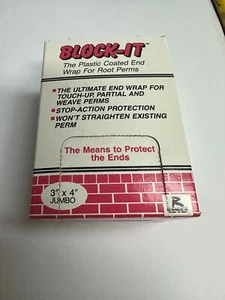 BLOCK-IT™
The Plastic Coated End
Wrap For Root Perms
■THE ULTIMATE END WRAP FOR
TOUCH-UP, PARTIAL AND
WEAVE PERMS
■STOP-ACTION PROTECTION
■WON'T STRAIGHTEN EXISTING
PERM
The Means to Protect
the Ends
3" x 4"
JUMBO
R